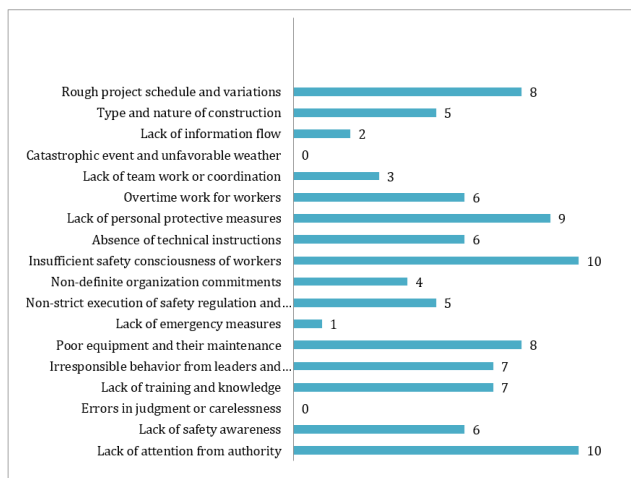 Rough project schedule and variations 8
Type and nature of construction 5
Lack of information flow 2
Catastrophic event and unfavorable weather 0
Lack of team work or coordination 3
Overtime work for workers 6
Lack of personal protective measures 9
Absence of technical instructions 6
Insufficient safety consciousness of workers 10
Non-definite organization commitments 4
Non-strict execution of safety regulation and... 5
Lack of emergency measures 1
Poor equipment and their maintenance 8
Irresponsible behavior from leaders and... 7
Lack of training and knowledge 7
Errors in judgment or carelessness 0
Lack of safety awareness 6
Lack of attention from authority 10